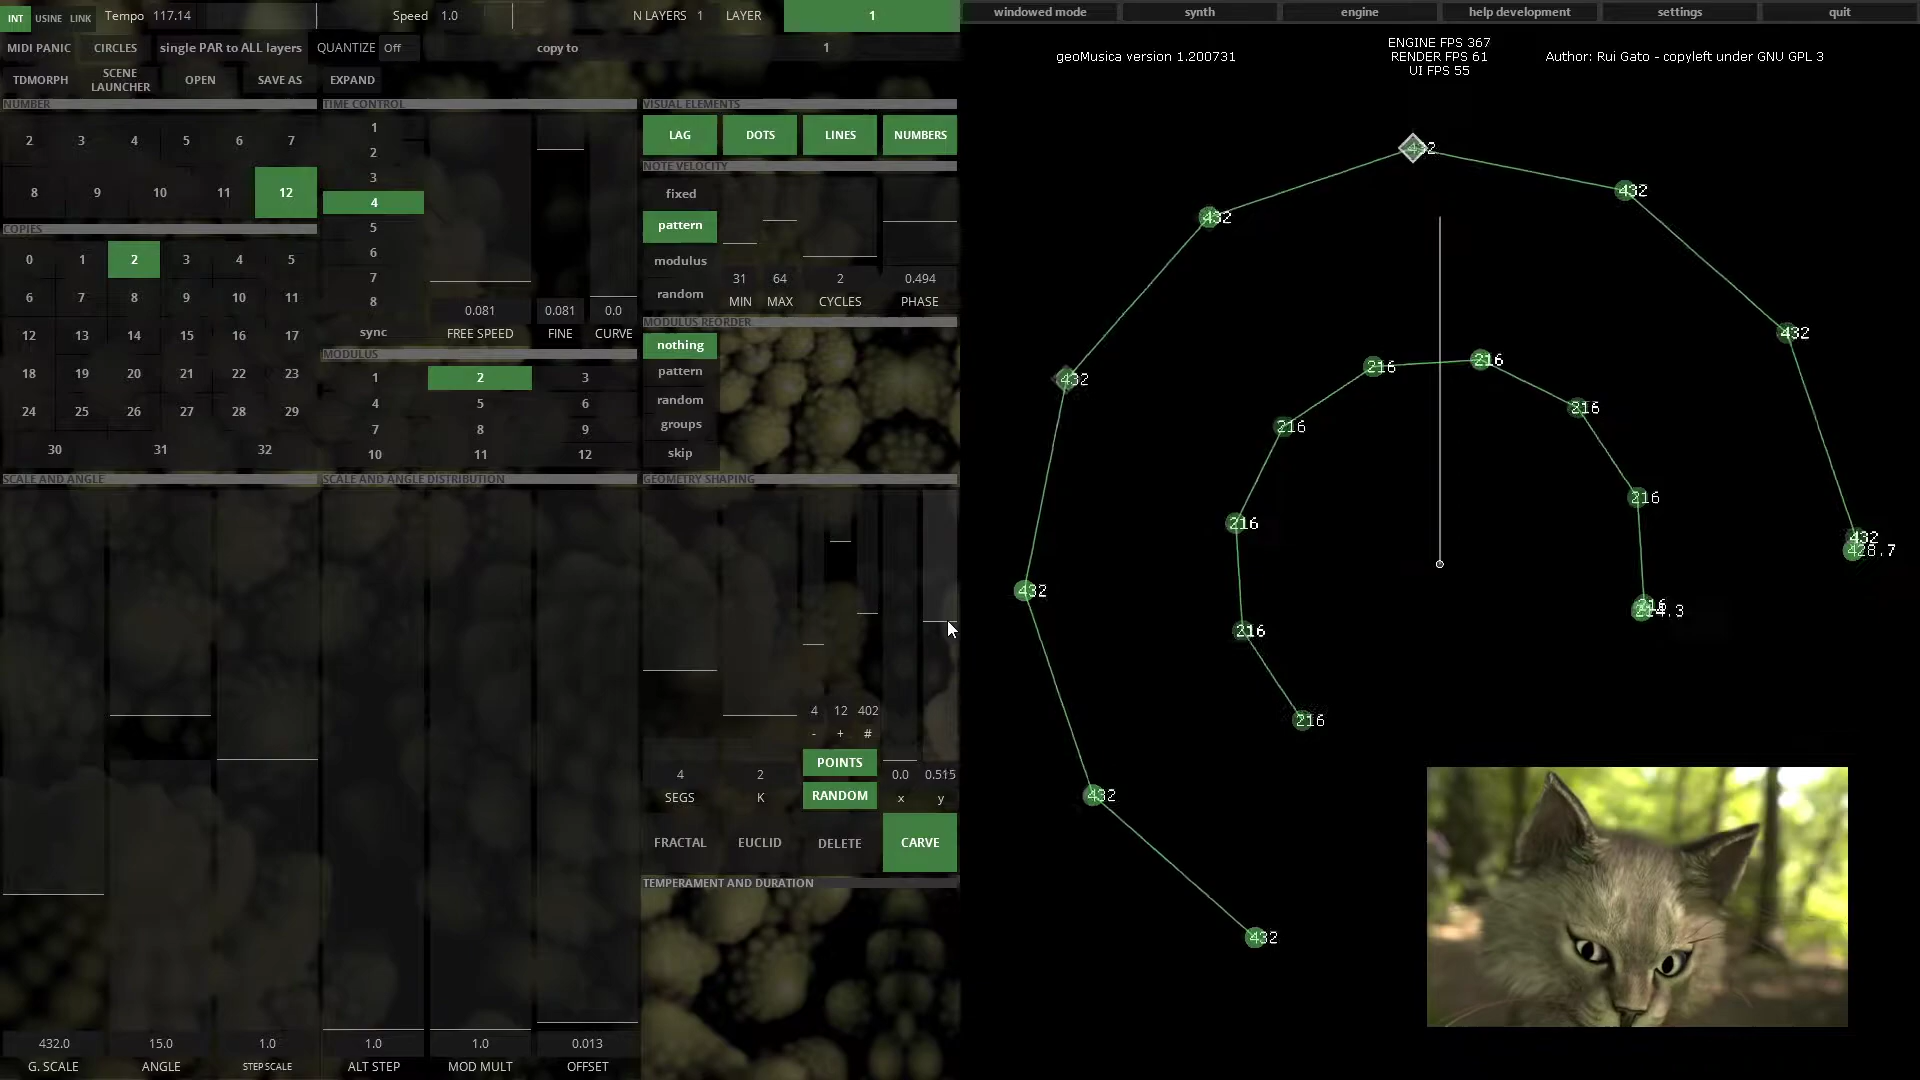 INT USINE LINK Tempo 117.14 Speed 1.0 N LAYERS 1 LAYER 1
MIDI PANIC CIRCLES single PAR to ALL layers QUANTIZE Off copy to 1
TDMORPH SCENE LAUNCHER OPEN SAVE AS EXPAND
NUMBER
2 3 4 5 6 7
8 9 10 11 12
COPIES
0 1 2 3 4 5
6 7 8 9 10 11
12 13 14 15 16 17
18 19 20 21 22 23
24 25 26 27 28 29
30 31 32
TIME CONTROL
1
2
3
4
5
6
7
8
sync
0.081 0.081 0.0
FREE SPEED FINE CURVE
MODULUS
1 2 3
4 5 6
7 8 9
10 11 12
VISUAL ELEMENTS
LAG DOTS LINES NUMBERS
NOTE VELOCITY
fixed
pattern
modulus
random
31 64 2 0.494
MIN MAX CYCLES PHASE
MODULUS REORDER
nothing
pattern
random
groups
skip
SCALE AND ANGLE
432.0 15.0 1.0
G. SCALE ANGLE STEPSCALE
SCALE AND ANGLE DISTRIBUTION
1.0 1.0 0.013
ALT STEP MOD MULT OFFSET
GEOMETRY SHAPING
4 12 402
- + #
POINTS
4 2 0.0 0.515
SEGS K RANDOM x y
FRACTAL EUCLID DELETE CARVE
TEMPERAMENT AND DURATION
windowed mode synth engine help development settings quit
geoMusica version 1.200731
ENGINE FPS 367
RENDER FPS 61
UI FPS 55
Author: Rui Gato - copyleft under GNU GPL 3
432
432
432
432
216
216
432
216
216
216
216
432
428.7
432
216
214.3
216
216
432
432